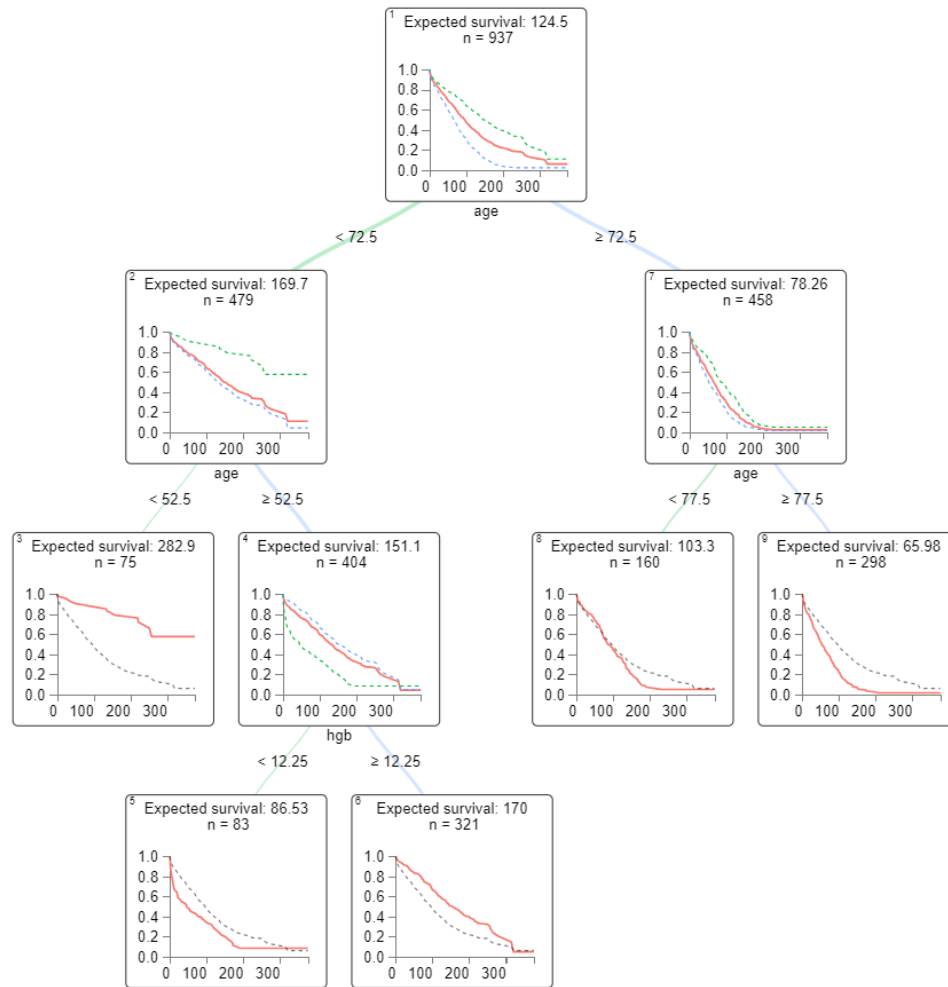 1
Expected survival: 124.5
n = 937
1.0
0.8
0.6
0.4
0.2
0.0
0 100 200 300
age
< 72.5
≥ 72.5
2
Expected survival: 169.7
n = 479
1.0
0.8
0.6
0.4
0.2
0.0
0 100 200 300
age
7
Expected survival: 78.26
n = 458
1.0
0.8
0.6
0.4
0.2
0.0
0 100 200 300
age
< 52.5
≥ 52.5
< 77.5
≥ 77.5
3
Expected survival: 282.9
n = 75
1.0
0.8
0.6
0.4
0.2
0.0
0 100 200 300
4
Expected survival: 151.1
n = 404
1.0
0.8
0.6
0.4
0.2
0.0
0 100 200 300
hgb
8
Expected survival: 103.3
n = 160
1.0
0.8
0.6
0.4
0.2
0.0
0 100 200 300
9
Expected survival: 65.98
n = 298
1.0
0.8
0.6
0.4
0.2
0.0
0 100 200 300
< 12.25
≥ 12.25
5
Expected survival: 86.53
n = 83
1.0
0.8
0.6
0.4
0.2
0.0
0 100 200 300
6
Expected survival: 170
n = 321
1.0
0.8
0.6
0.4
0.2
0.0
0 100 200 300